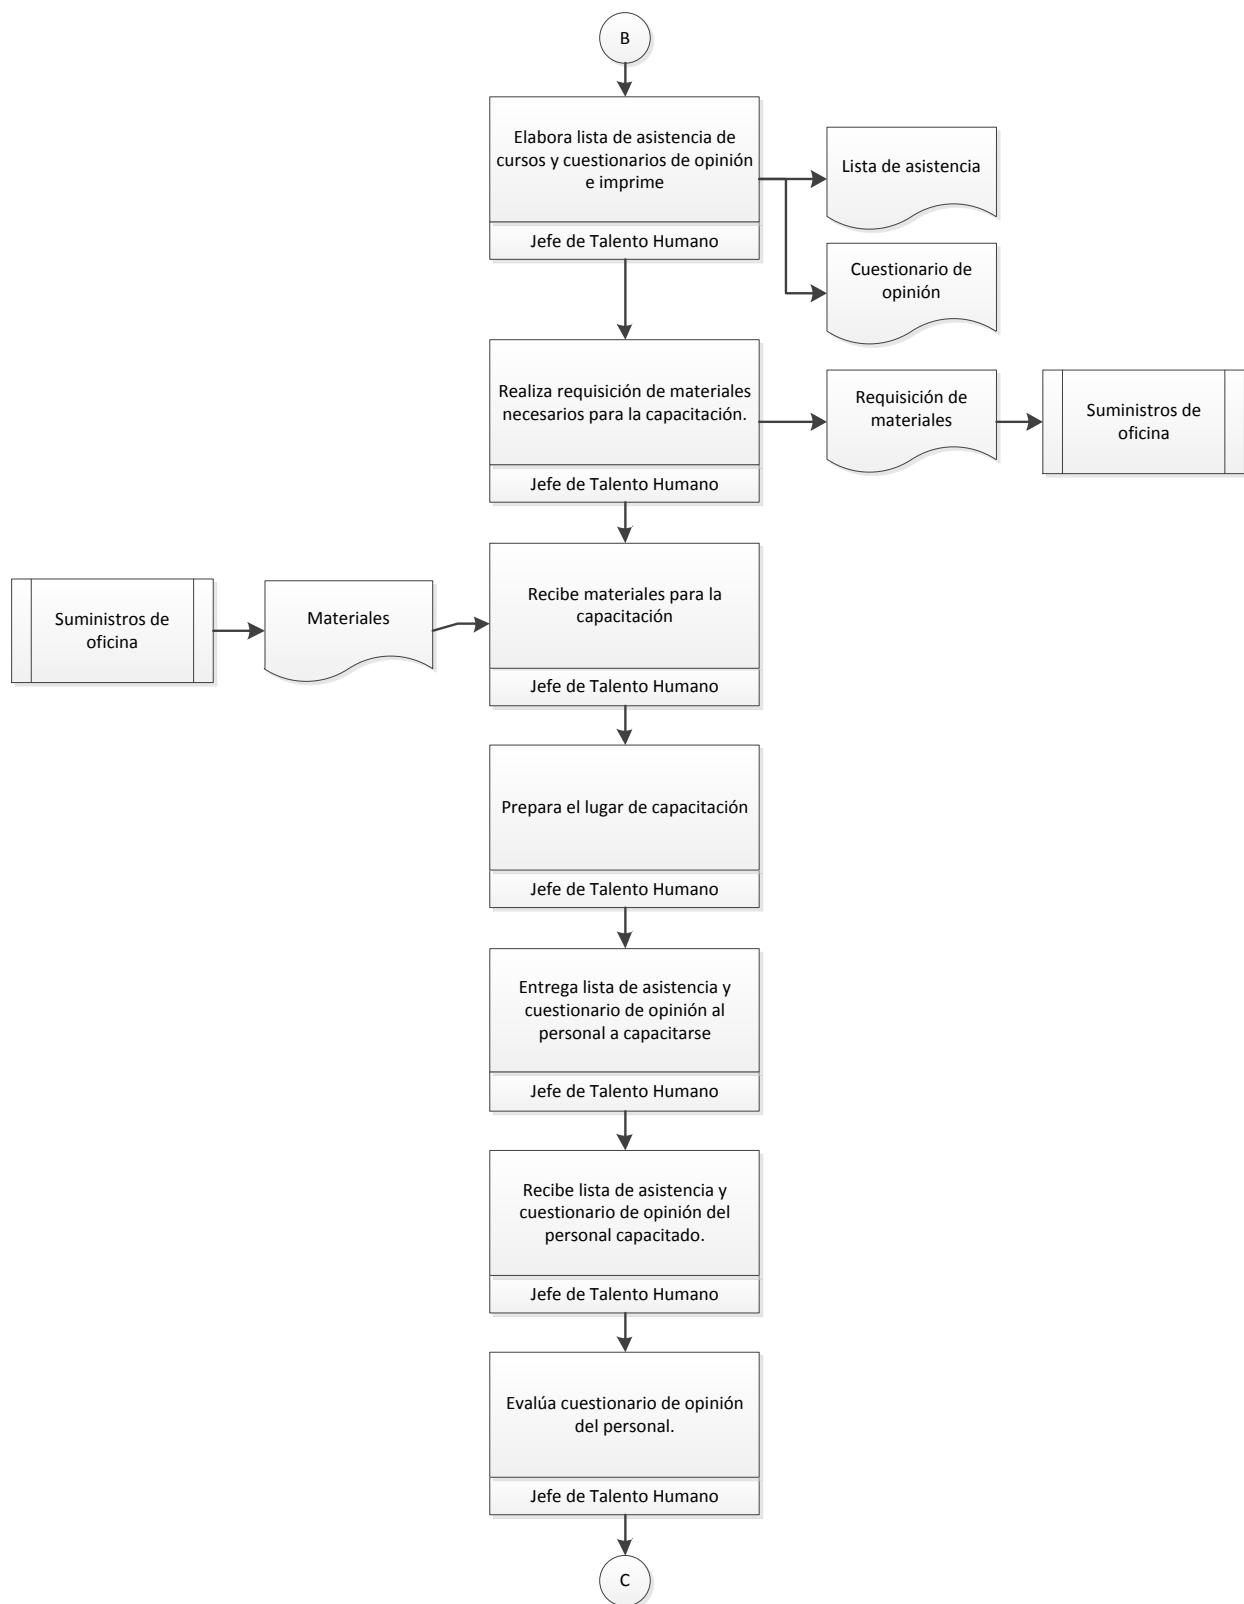 B
Elabora lista de asistencia de
cursos y cuestionarios de opinión
e imprime
Jefe de Talento Humano
Lista de asistencia
Cuestionario de
opinión
Realiza requisición de materiales
necesarios para la capacitación.
Jefe de Talento Humano
Requisición de
materiales
Suministros de
oficina
Suministros de
oficina
Materiales
Recibe materiales para la
capacitación
Jefe de Talento Humano
Prepara el lugar de capacitación
Jefe de Talento Humano
Entrega lista de asistencia y
cuestionario de opinión al
personal a capacitarse
Jefe de Talento Humano
Recibe lista de asistencia y
cuestionario de opinión del
personal capacitado.
Jefe de Talento Humano
Evalúa cuestionario de opinión
del personal.
Jefe de Talento Humano
C